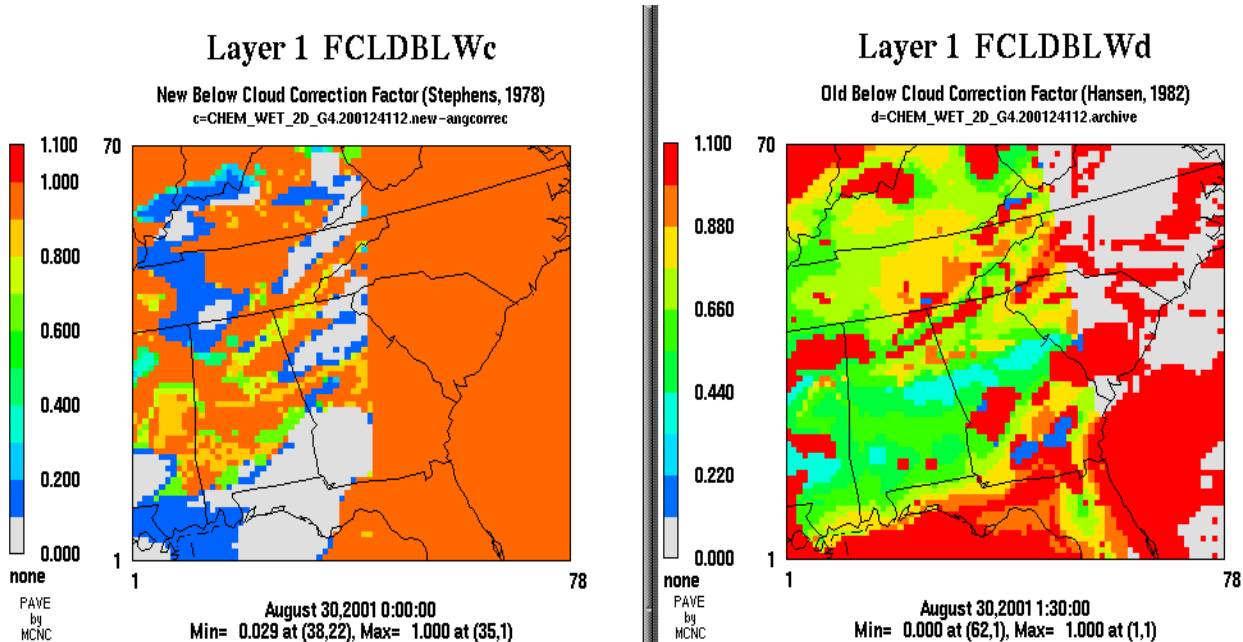 Layer 1 FCLDBLWc
New Below Cloud Correction Factor (Stephens, 1978)
c=CHEM_WET_2D_G4.200124112.new-angcorrec
1.100
1.000
0.800
0.600
0.400
0.200
0.000
none
PAVE
by
MCNC
70
1
1
78
August 30,2001 0:00:00
Min= 0.029 at (38,22), Max= 1.000 at (35,1)
Layer 1 FCLDBLWd
Old Below Cloud Correction Factor (Hansen, 1982)
d=CHEM_WET_2D_G4.200124112.archive
1.100
0.880
0.660
0.440
0.220
0.000
none
PAVE
by
MCNC
70
1
1
78
August 30,2001 1:30:00
Min= 0.000 at (62,1), Max= 1.000 at (1,1)